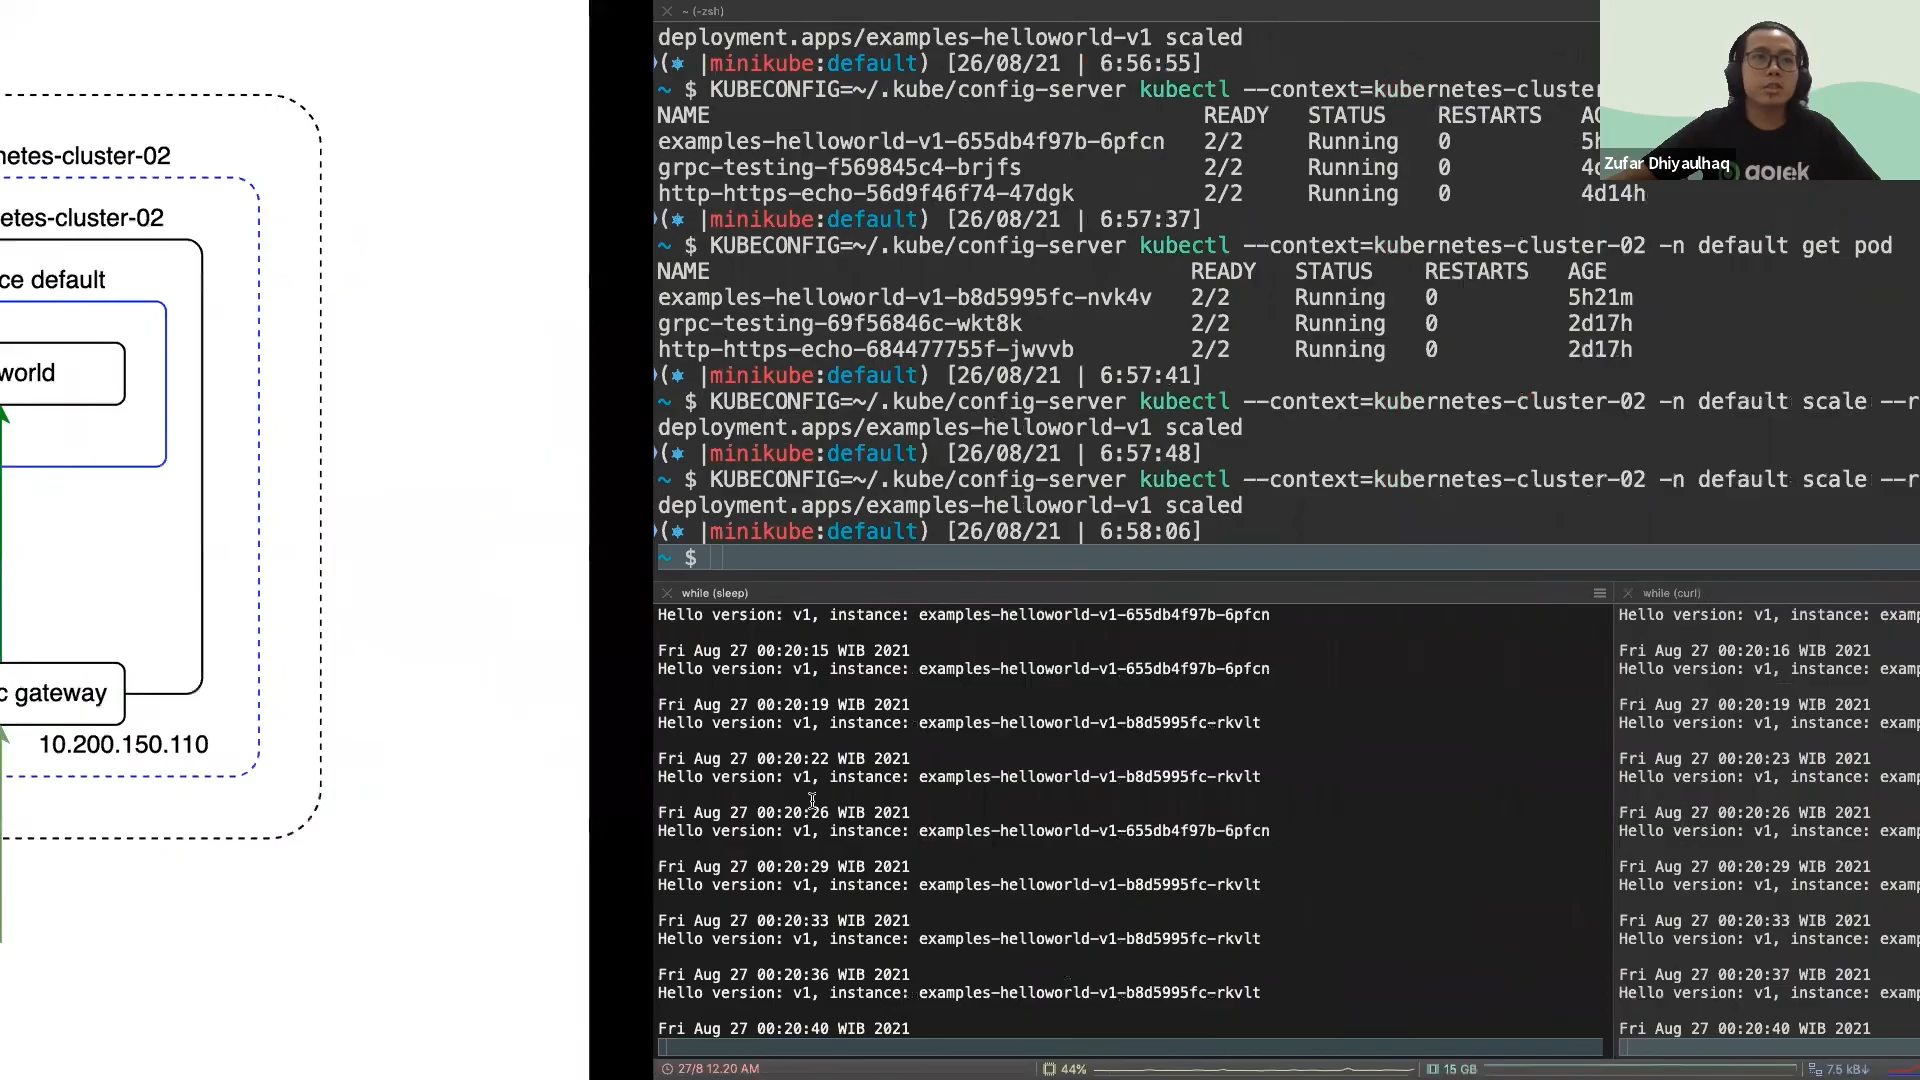 netes-cluster-02
netes-cluster-02
ce default
world
c gateway
10.200.150.110
~ (-zsh)
deployment.apps/examples-helloworld-v1 scaled
(⎈ |minikube:default) [26/08/21 | 6:56:55]
~ $ KUBECONFIG=~/.kube/config-server kubectl --context=kubernetes-cluster
NAME READY STATUS RESTARTS A
examples-helloworld-v1-655db4f97b-6pfcn 2/2 Running 0 5h
grpc-testing-f569845c4-brjfs 2/2 Running 0 4d
http-https-echo-56d9f46f74-47dgk 2/2 Running 0 4d14h
(⎈ |minikube:default) [26/08/21 | 6:57:37]
~ $ KUBECONFIG=~/.kube/config-server kubectl --context=kubernetes-cluster-02 -n default get pod
NAME READY STATUS RESTARTS AGE
examples-helloworld-v1-b8d5995fc-nvk4v 2/2 Running 0 5h21m
grpc-testing-69f56846c-wkt8k 2/2 Running 0 2d17h
http-https-echo-684477755f-jwvvb 2/2 Running 0 2d17h
(⎈ |minikube:default) [26/08/21 | 6:57:41]
~ $ KUBECONFIG=~/.kube/config-server kubectl --context=kubernetes-cluster-02 -n default scale --r
deployment.apps/examples-helloworld-v1 scaled
(⎈ |minikube:default) [26/08/21 | 6:57:48]
~ $ KUBECONFIG=~/.kube/config-server kubectl --context=kubernetes-cluster-02 -n default scale --r
deployment.apps/examples-helloworld-v1 scaled
(⎈ |minikube:default) [26/08/21 | 6:58:06]
~ $
Zufar Dhiyaulhaq
gojek
while (sleep)
Hello version: v1, instance: examples-helloworld-v1-655db4f97b-6pfcn
Fri Aug 27 00:20:15 WIB 2021
Hello version: v1, instance: examples-helloworld-v1-655db4f97b-6pfcn
Fri Aug 27 00:20:19 WIB 2021
Hello version: v1, instance: examples-helloworld-v1-b8d5995fc-rkvlt
Fri Aug 27 00:20:22 WIB 2021
Hello version: v1, instance: examples-helloworld-v1-b8d5995fc-rkvlt
Fri Aug 27 00:20:26 WIB 2021
Hello version: v1, instance: examples-helloworld-v1-655db4f97b-6pfcn
Fri Aug 27 00:20:29 WIB 2021
Hello version: v1, instance: examples-helloworld-v1-b8d5995fc-rkvlt
Fri Aug 27 00:20:33 WIB 2021
Hello version: v1, instance: examples-helloworld-v1-b8d5995fc-rkvlt
Fri Aug 27 00:20:36 WIB 2021
Hello version: v1, instance: examples-helloworld-v1-b8d5995fc-rkvlt
Fri Aug 27 00:20:40 WIB 2021
while (curl)
Hello version: v1, instance: examp
Fri Aug 27 00:20:16 WIB 2021
Hello version: v1, instance: examp
Fri Aug 27 00:20:19 WIB 2021
Hello version: v1, instance: examp
Fri Aug 27 00:20:23 WIB 2021
Hello version: v1, instance: examp
Fri Aug 27 00:20:26 WIB 2021
Hello version: v1, instance: examp
Fri Aug 27 00:20:29 WIB 2021
Hello version: v1, instance: examp
Fri Aug 27 00:20:33 WIB 2021
Hello version: v1, instance: examp
Fri Aug 27 00:20:37 WIB 2021
Hello version: v1, instance: examp
Fri Aug 27 00:20:40 WIB 2021
27/8 12.20 AM
44%
15 GB
7.5 kB↓